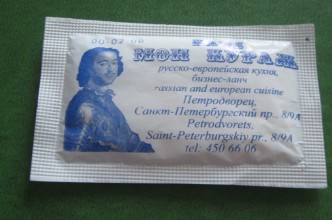 МОН КУРАЖ
русско-европейская кухня,
бизнес-ланч
russian and european cuisine
Петродворец,
Санкт-Петербургский пр., 8/9А
Petrodvorets,
Saint-Peterburgskiy pr., 8/9A
tel: 450 66 06